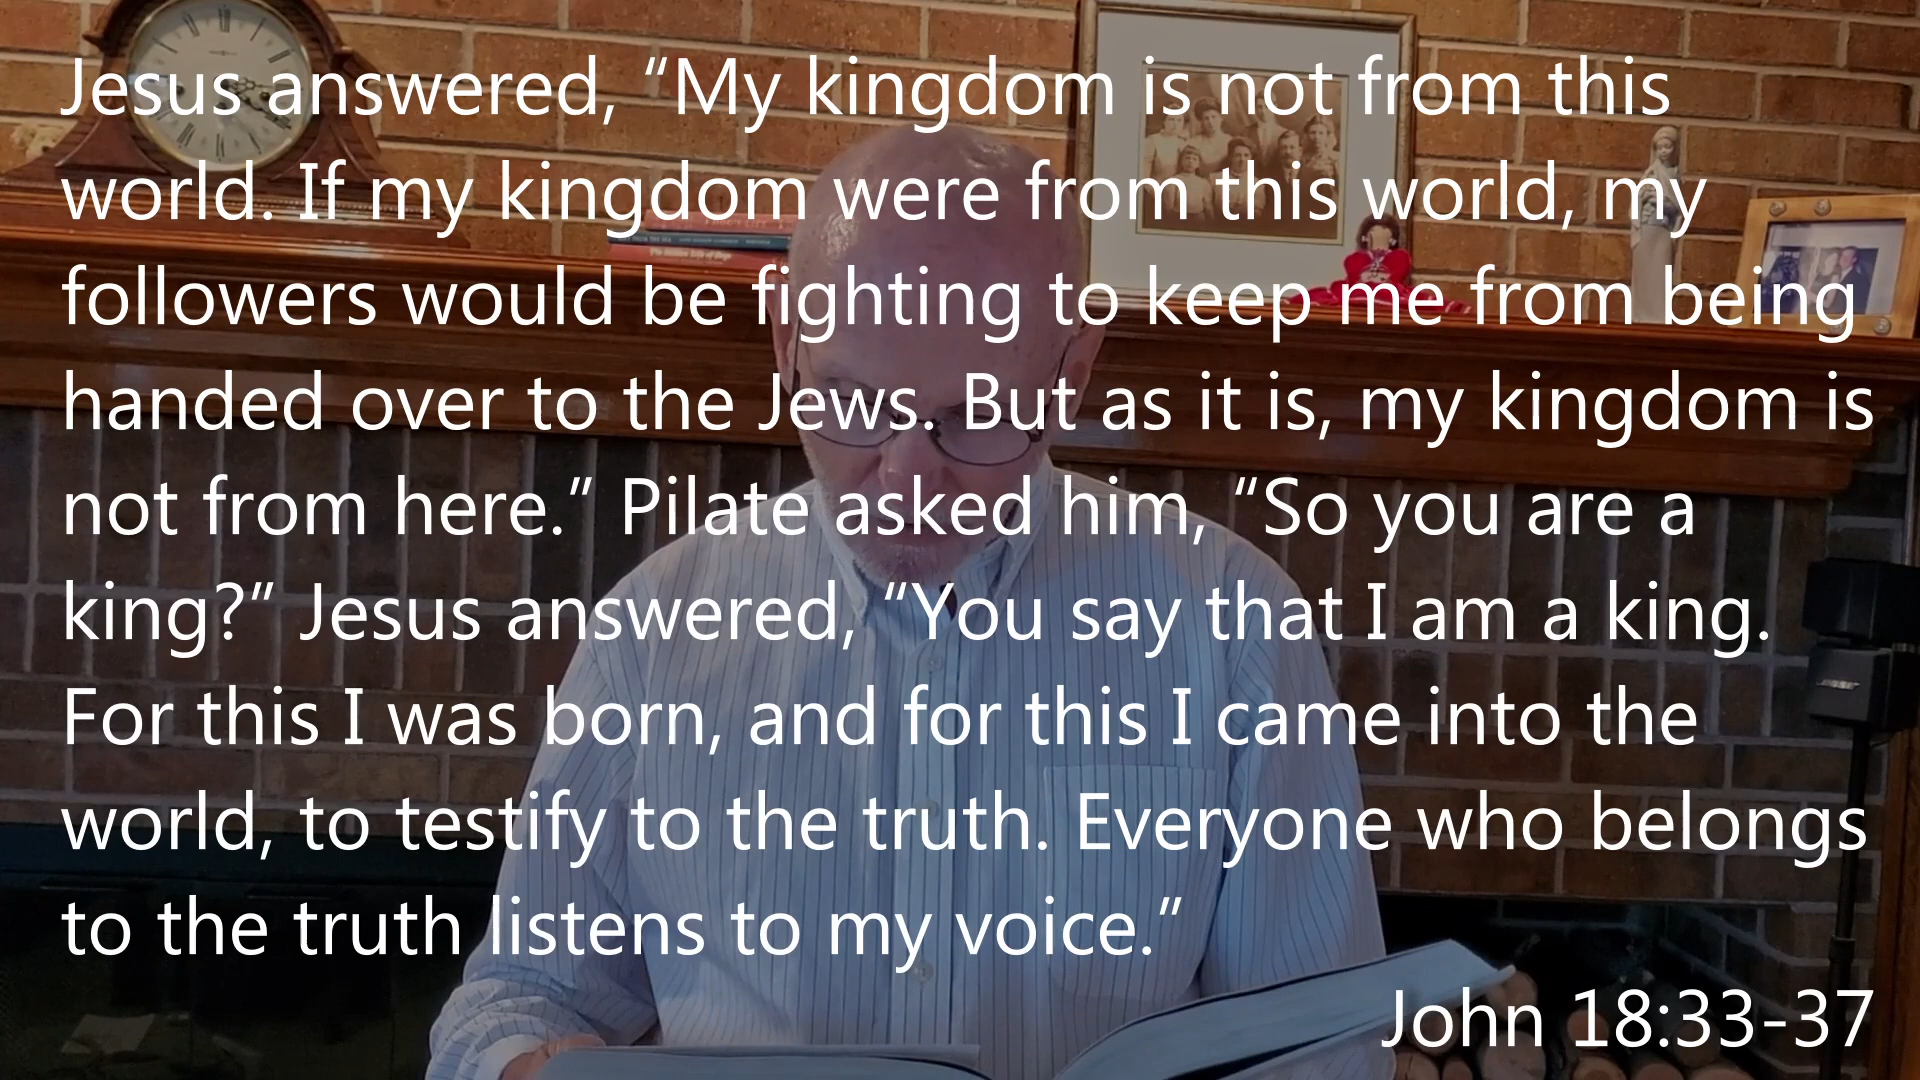 Jesus answered, “My kingdom is not from this
world. If my kingdom were from this world, my
followers would be fighting to keep me from being
handed over to the Jews. But as it is, my kingdom is
not from here.” Pilate asked him, “So you are a
king?” Jesus answered, “You say that I am a king.
For this I was born, and for this I came into the
world, to testify to the truth. Everyone who belongs
to the truth listens to my voice.”
John 18:33-37
BOSE